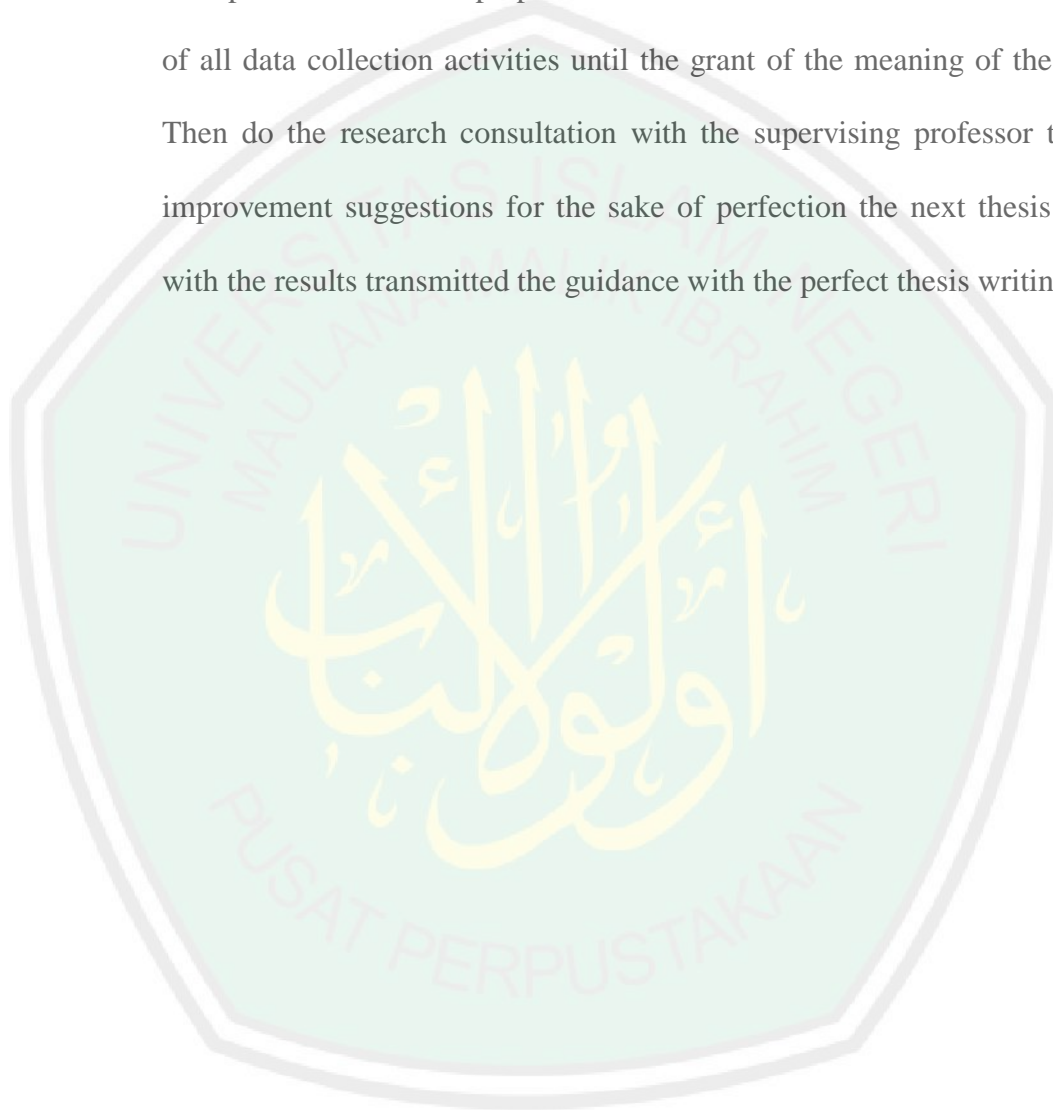 of all data collection activities until the grant of the meaning of the
Then do the research consultation with the supervising professor
improvement suggestions for the sake of perfection the next thesis
with the results transmitted the guidance with the perfect thesis
UNIVERSITAS ISLAM NEGERI
MAULANA MALIK IBRAHIM
أولوا الألباب
PUSAT PERPUSTAKAAN